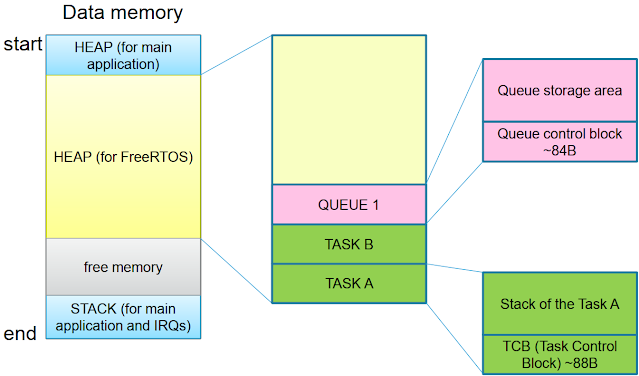 Data memory
start
HEAP (for main
application)
HEAP (for FreeRTOS)
free memory
STACK (for main
application and IRQs)
end
QUEUE 1
TASK B
TASK A
Queue storage area
Queue control block
~84B
Stack of the Task A
TCB (Task Control
Block) ~88B